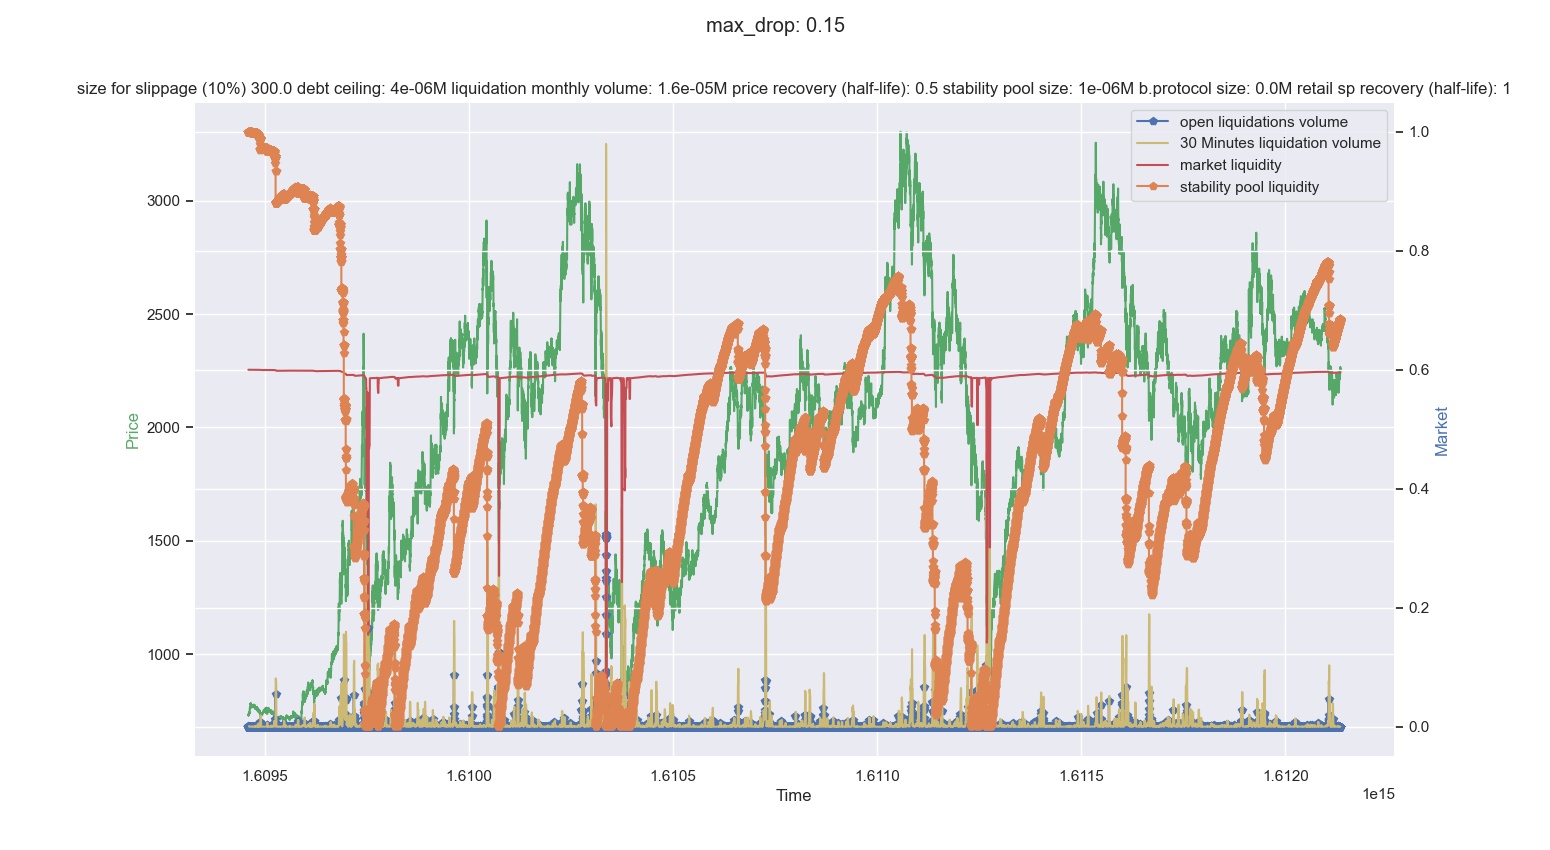 max_drop: 0.15
size for slippage (10%) 300.0 debt ceiling: 4e-06M liquidation monthly volume: 1.6e-05M price recovery (half-life): 0.5 stability pool size: 1e-06M b.protocol size: 0.0M retail sp recovery (half-life): 1
open liquidations volume
30 Minutes liquidation volume
market liquidity
stability pool liquidity
3000
2500
2000
1500
1000
Price
1.0
0.8
0.6
0.4
0.2
0.0
Market
1.6095 1.6100 1.6105 1.6110 1.6115 1.6120
Time
1e15